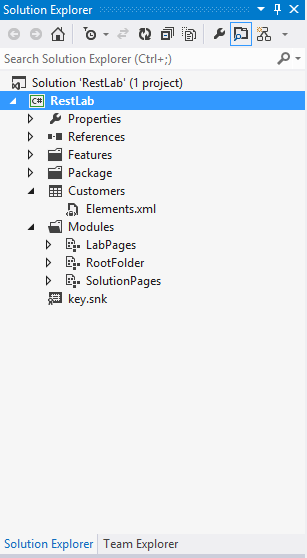 Solution Explorer
Search Solution Explorer (Ctrl+;)
Solution 'RestLab' (1 project)
C# RestLab
Properties
References
Features
Package
Customers
Elements.xml
Modules
LabPages
RootFolder
SolutionPages
key.snk
Solution Explorer Team Explorer